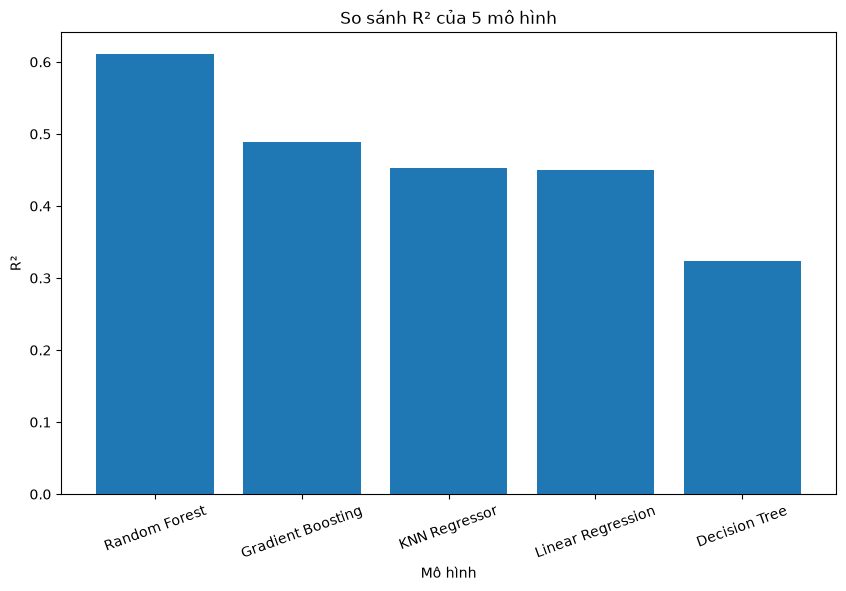 So sánh R² của 5 mô hình
R²
0.6
0.5
0.4
0.3
0.2
0.1
0.0
Random Forest
Gradient Boosting
KNN Regressor
Linear Regression
Decision Tree
Mô hình